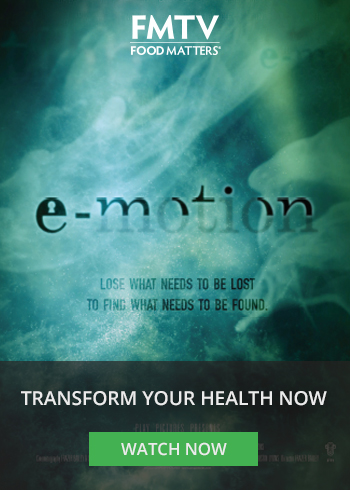 FMTV
FOOD MATTERS®
e-motion
LOSE WHAT NEEDS TO BE LOST
TO FIND WHAT NEEDS TO BE FOUND.
TRANSFORM YOUR HEALTH NOW
WATCH NOW